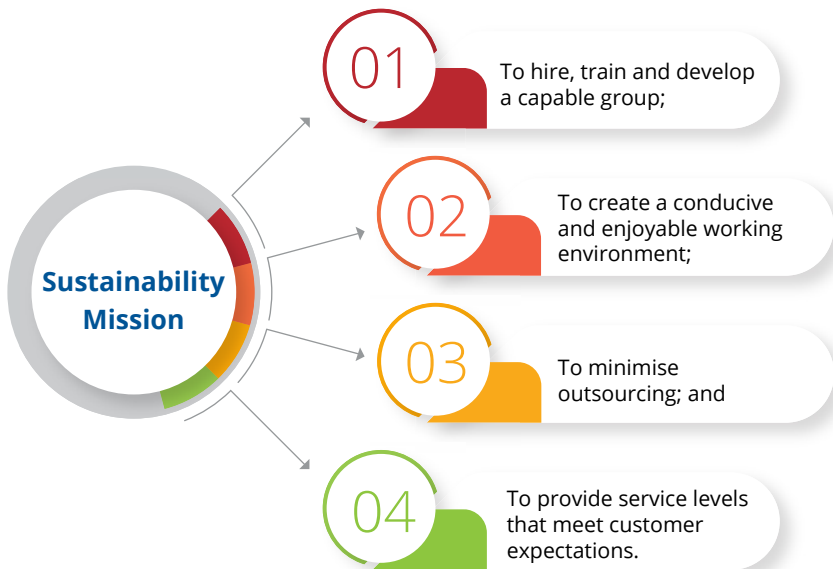 Sustainability
Mission
01
To hire, train and develop
a capable group;
02
To create a conducive
and enjoyable working
environment;
03
To minimise
outsourcing; and
04
To provide service levels
that meet customer
expectations.